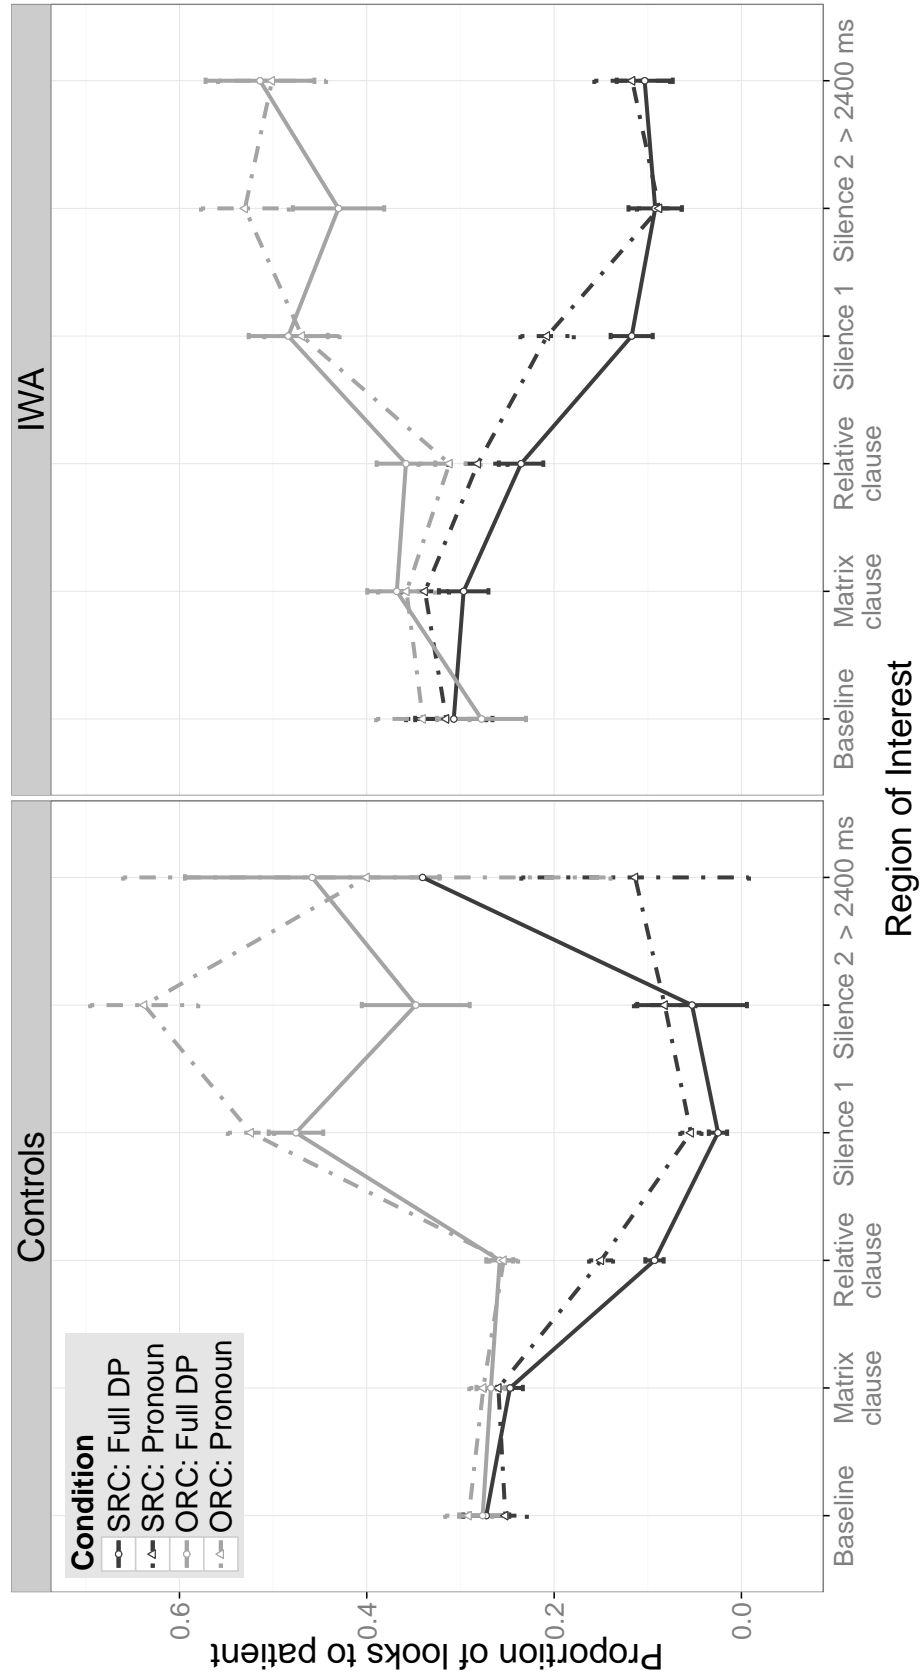 Controls
IWA
Condition
SRC: Full DP
SRC: Pronoun
ORC: Full DP
ORC: Pronoun
Proportion of looks to patient
0.6
0.4
0.2
0.0
Baseline
Matrix
clause
Relative
clause
Silence 1
Silence 2
> 2400 ms
Baseline
Matrix
clause
Relative
clause
Silence 1
Silence 2
> 2400 ms
Region of Interest